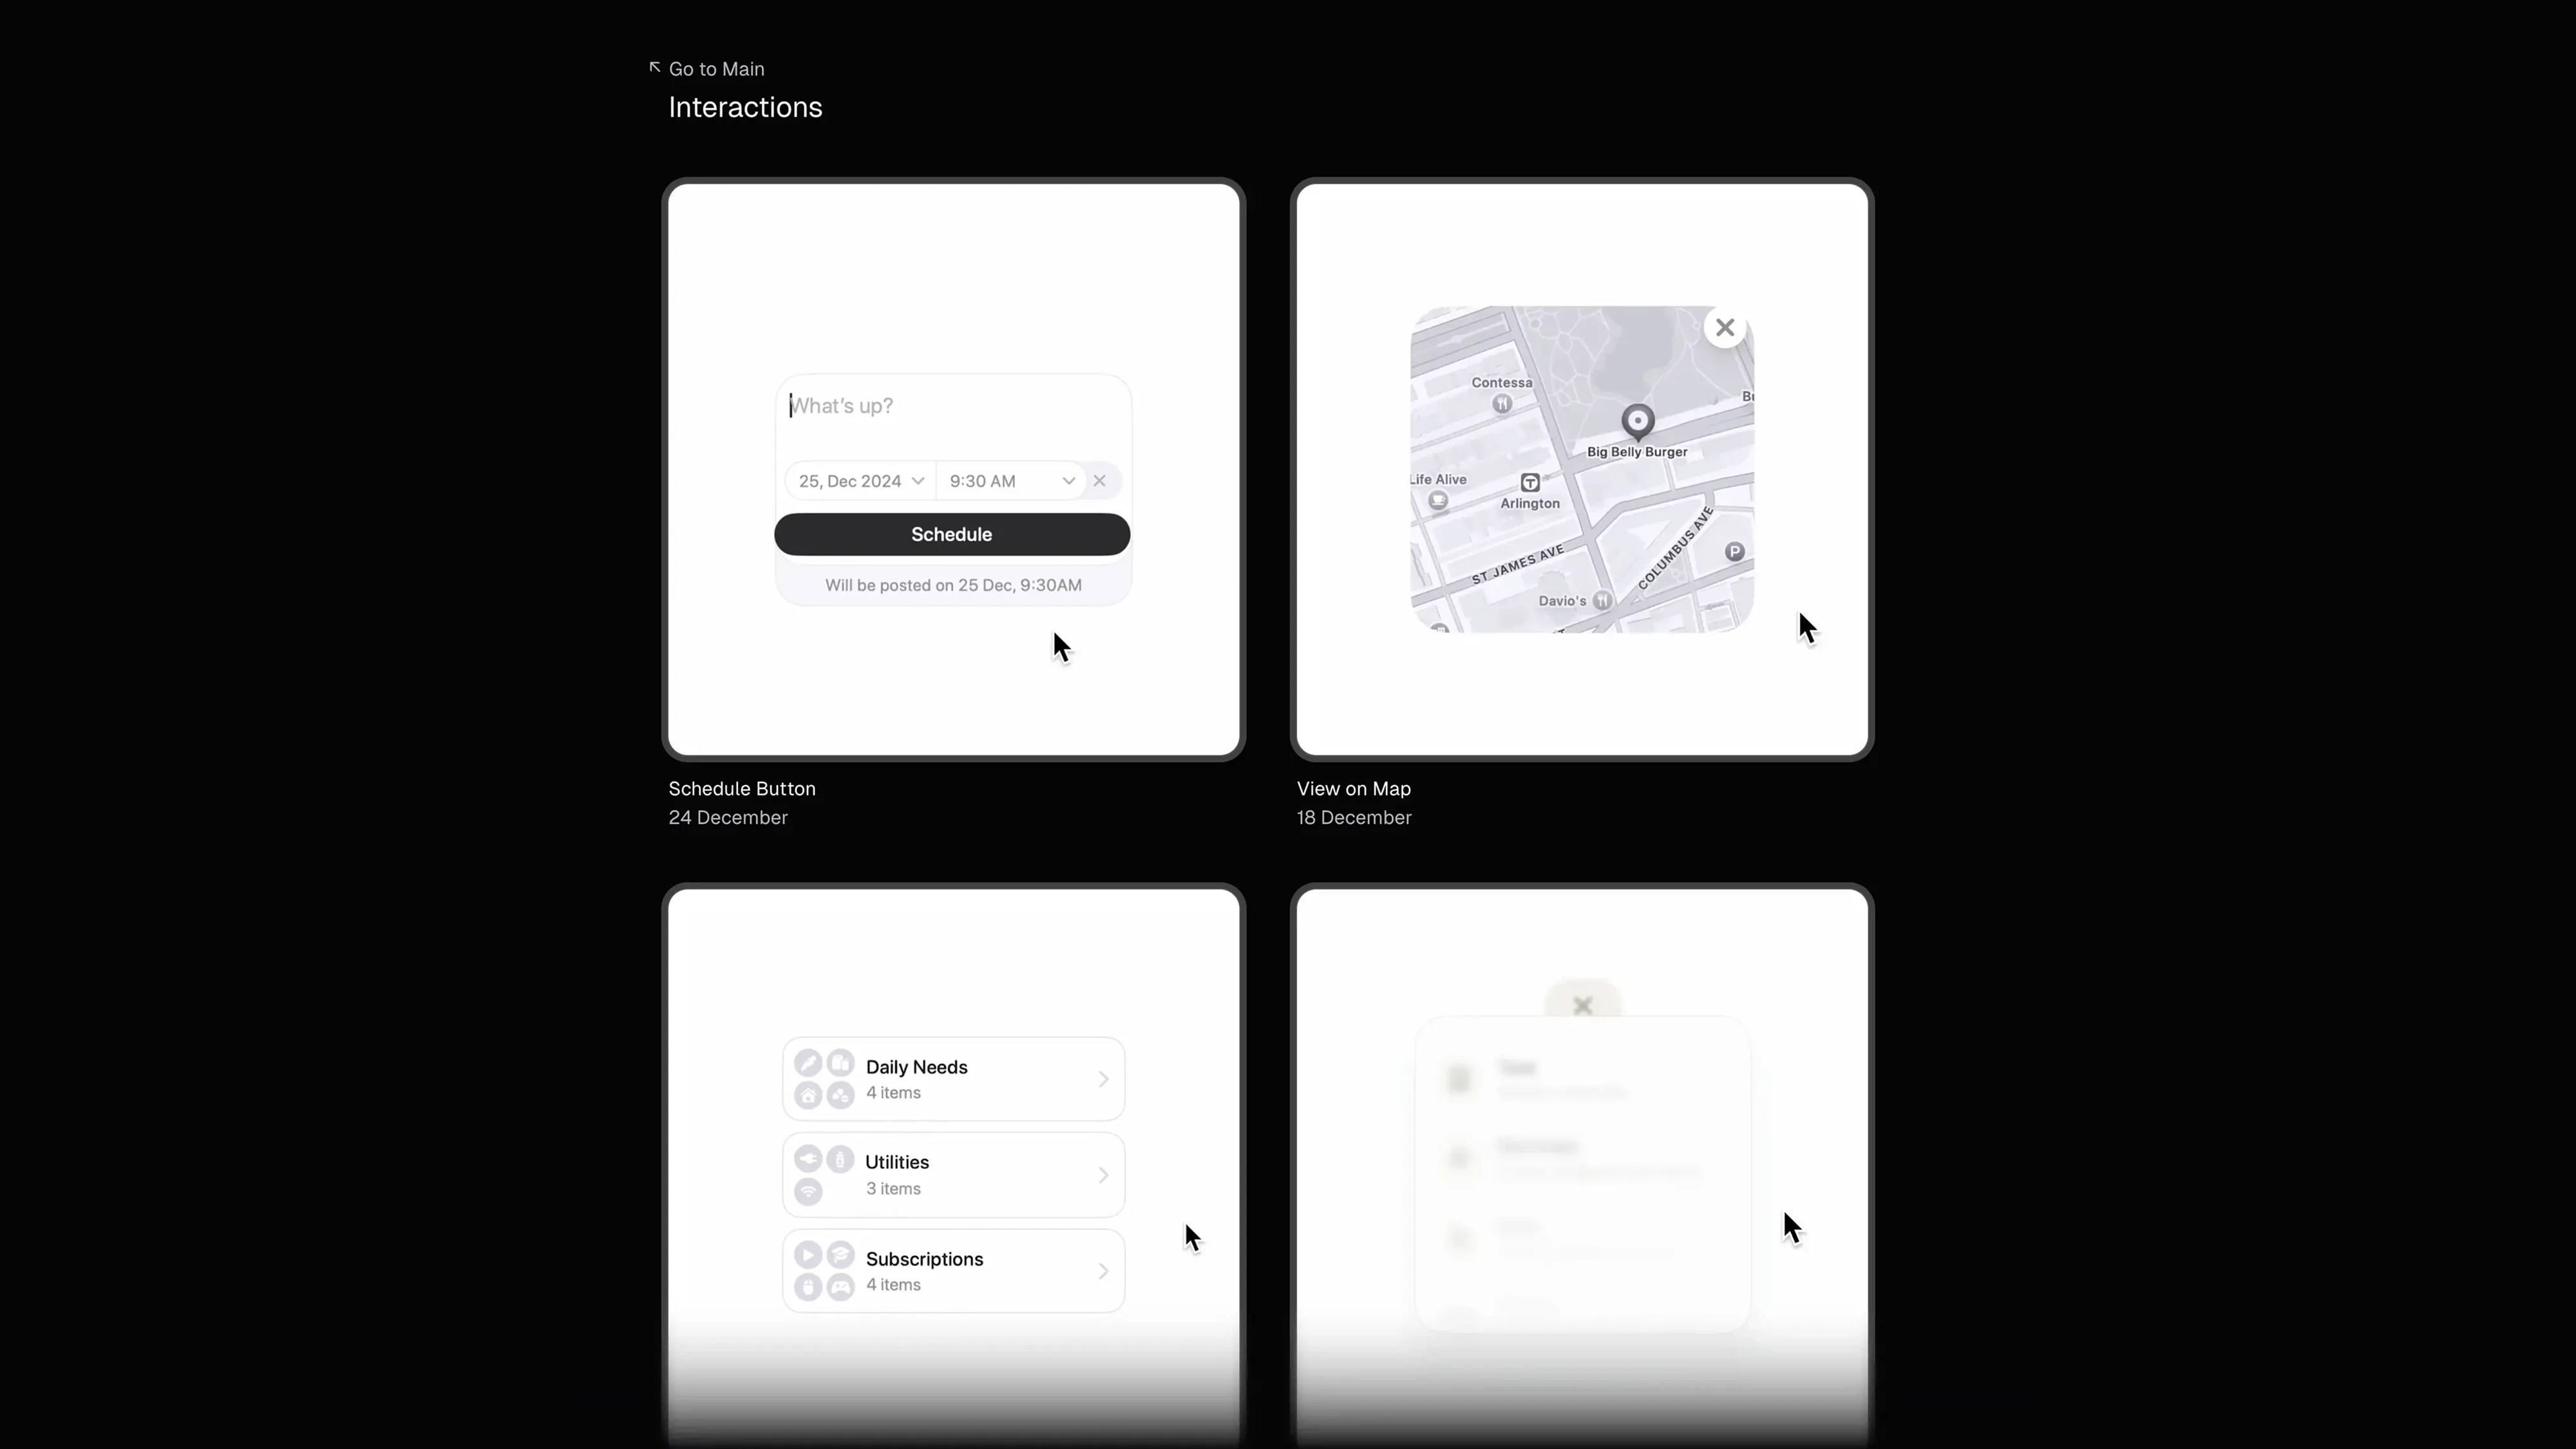 Go to Main
Interactions
What's up?
25, Dec 2024
9:30 AM
Schedule
Will be posted on 25 Dec, 9:30AM
Schedule Button
24 December
Contessa
Big Belly Burger
Life Alive
Arlington
ST JAMES AVE
COLUMBUS AVE
P
Davio's
View on Map
18 December
Daily Needs
4 items
Utilities
3 items
Subscriptions
4 items